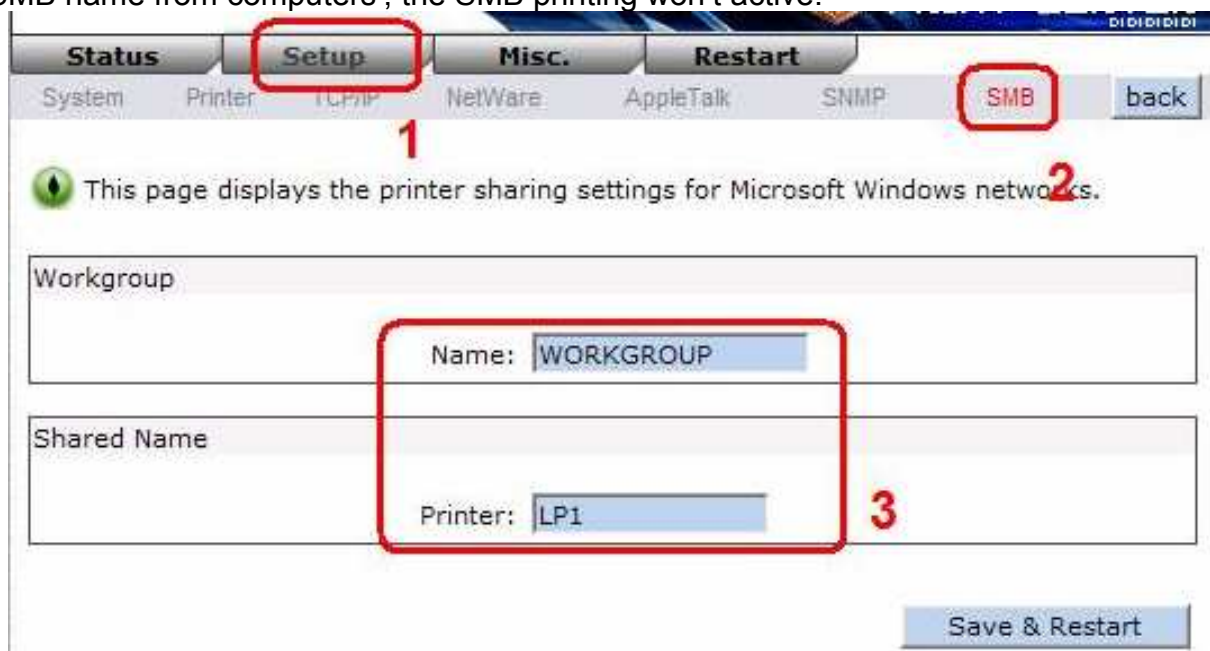 SMB name from computers', the SMB printing won't active.
DIDIDIDIDI
Status Setup Misc. Restart
System Printer TCP/IP NetWare AppleTalk SNMP SMB back
1
2
This page displays the printer sharing settings for Microsoft Windows networks.
Workgroup
Name: WORKGROUP
Shared Name
Printer: LP1
3
Save & Restart